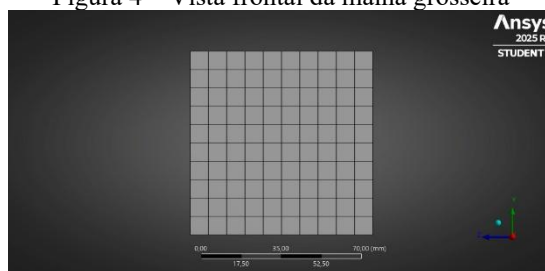 Figura 4 – Vista frontal da malha grosseira
Ansys
2025 R
STUDENT
0,00
35,00
70,00 (mm)
17,50
52,50